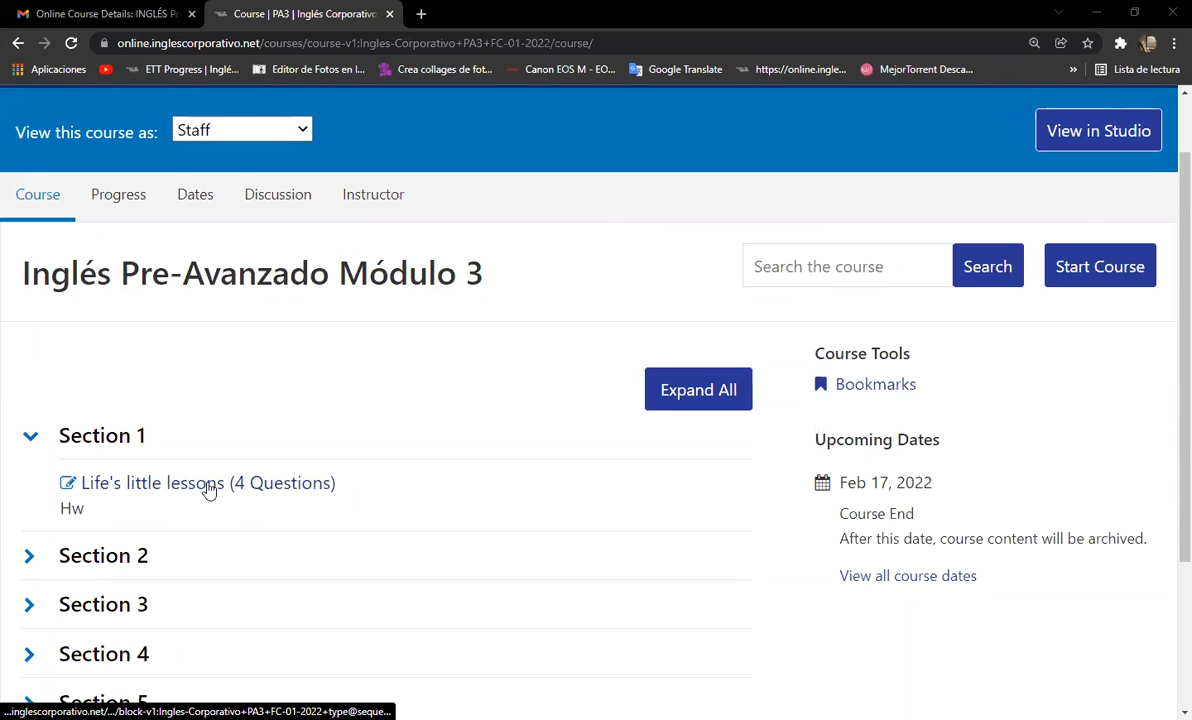 Online Course Details: INGLÉS Pr
Course | PA3 | Inglés Corporativo
online.inglescorporativo.net/courses/course-v1:Ingles-Corporativo+PA3+FC-01-2022/course/
Aplicaciones
ETT Progress | Inglé...
Editor de Fotos en l...
Crea collages de fot...
Canon EOS M - EO...
Google Translate
https://online.ingle...
MejorTorrent Desca...
»
Lista de lectura
View this course as:
Staff
View in Studio
Course
Progress
Dates
Discussion
Instructor
Inglés Pre-Avanzado Módulo 3
Search the course
Search
Start Course
Expand All
Section 1
Life's little lessons (4 Questions)
Hw
Section 2
Section 3
Section 4
Section 5
Course Tools
Bookmarks
Upcoming Dates
Feb 17, 2022
Course End
After this date, course content will be archived.
View all course dates
...inglescorporativo.net/.../block-v1:Ingles-Corporativo+PA3+FC-01-2022+type@seque...